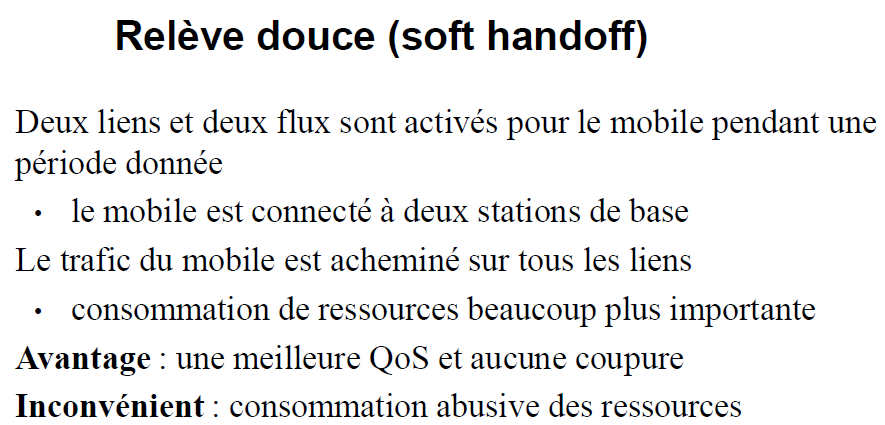 Relève douce (soft handoff)
Deux liens et deux flux sont activés pour le mobile pendant une
période donnée
• le mobile est connecté à deux stations de base
Le trafic du mobile est acheminé sur tous les liens
• consommation de ressources beaucoup plus importante
Avantage : une meilleure QoS et aucune coupure
Inconvénient : consommation abusive des ressources